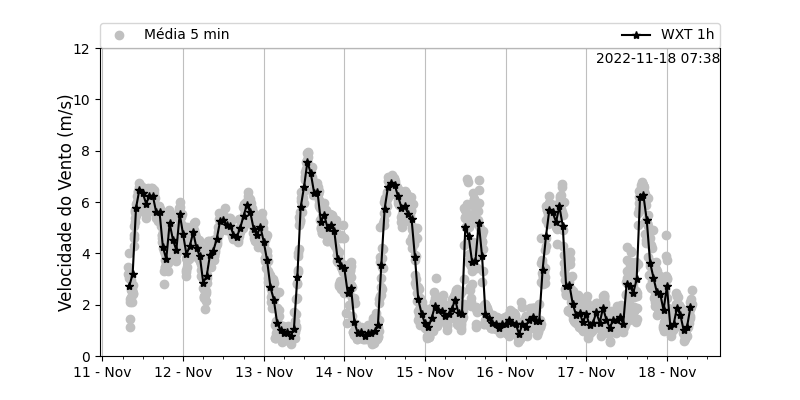 Média 5 min
WXT 1h
2022-11-18 07:38
Velocidade do Vento (m/s)
12
10
8
6
4
2
0
11 - Nov
12 - Nov
13 - Nov
14 - Nov
15 - Nov
16 - Nov
17 - Nov
18 - Nov